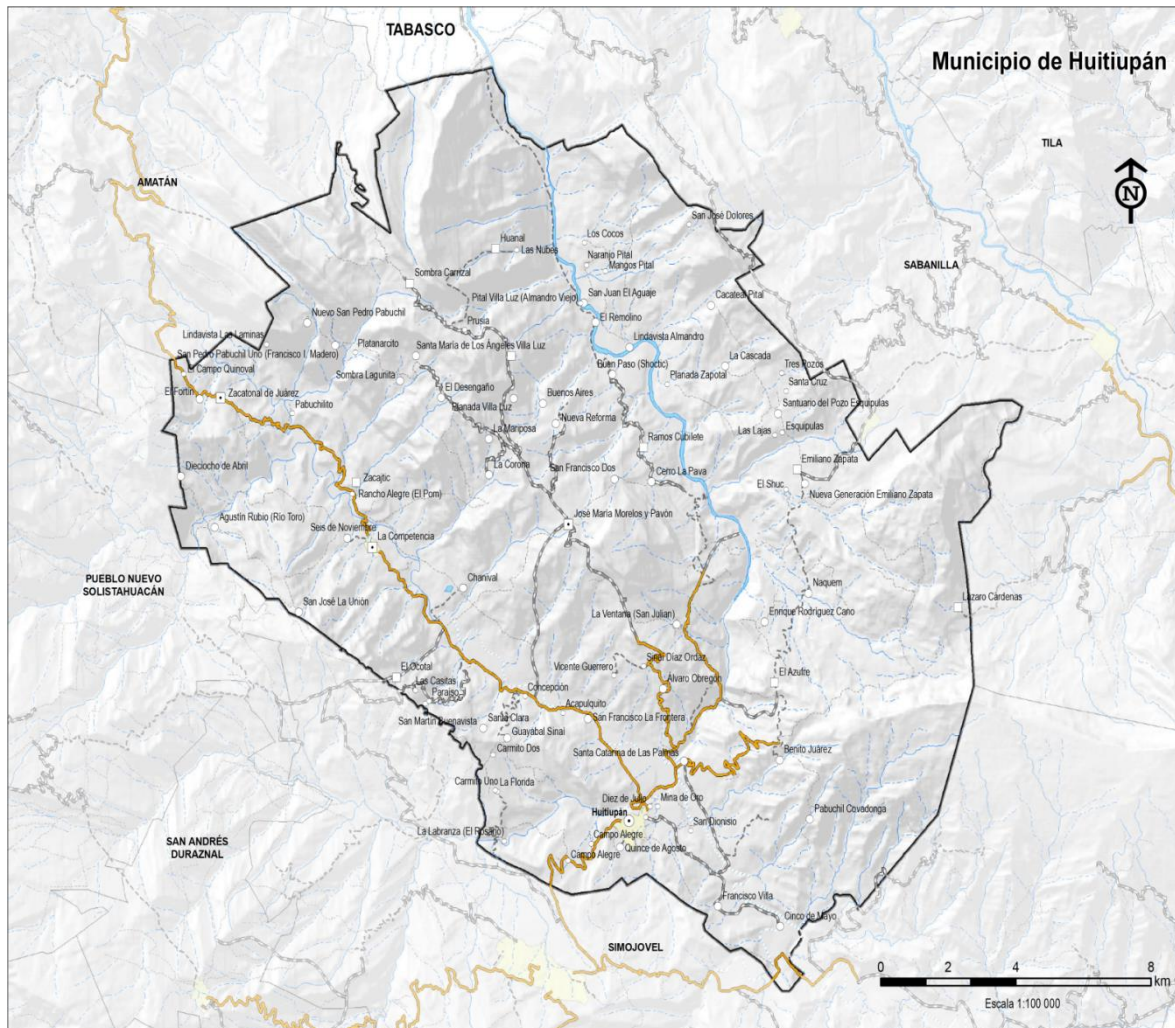 TABASCO
Municipio de Huitiupán
TILA
N
AMATÁN
San José Dolores
Huanal
Los Cocos
Las Nubes
Naranjo Pital
Mangos Pital
SABANILLA
Sombra Carrizal
Pital Villa Luz (Almandro Viejo)
San Juan El Aguaje
Cacateal Pital
Nuevo San Pedro Pabuchil
Prusia
El Remolino
Lindavista Las Laminas
Platanarcito
Santa María de Los Ángeles Villa Luz
Lindavista Almandro
San Pedro Pabuchil Uno (Francisco I. Madero)
La Cascada
El Campo Quinoval
Buen Paso (Shoctic)
Tres Pozos
Sombra Lagunita
Planada Zapotal
Santa Cruz
El Fortín
Zacatonal de Juárez
El Desengaño
Buenos Aires
Pabuchilito
Planada Villa Luz
Santuario del Pozo Esquipulas
Nueva Reforma
Las Lajas
Esquipulas
La Mariposa
Ramos Cubilete
Dieciocho de Abril
La Corona
San Francisco Dos
Cerro La Pava
Emiliano Zapata
Zacajtic
El Shuc
Rancho Alegre (El Pom)
Nueva Generación Emiliano Zapata
José María Morelos y Pavón
Agustín Rubio (Río Toro)
Seis de Noviembre
La Competencia
PUEBLO NUEVO
SOLISTAHUACÁN
Chanival
Naquem
San José La Unión
La Ventana (San Julian)
Enrique Rodríguez Cano
Lázaro Cárdenas
Sinaí Díaz Ordaz
El Ocotal
Las Casitas
Vicente Guerrero
El Azufre
Paraíso
Concepción
Álvaro Obregón
Acapulquito
San Martín Buenavista
Santa Clara
San Francisco La Frontera
Guayabal Sinai
Carmito Dos
Santa Catarina de Las Palmas
Benito Juárez
Carmito Uno
La Florida
Diez de Julio
Mina de Oro
Huitiupán
Pabuchil Covadonga
La Labranza (El Rosario)
Campo Alegre
San Dionisio
SAN ANDRÉS
DURAZNAL
Campo Alegre
Quince de Agosto
Francisco Villa
Cinco de Mayo
SIMOJOVEL
0 2 4 8
km
Escala 1:100 000